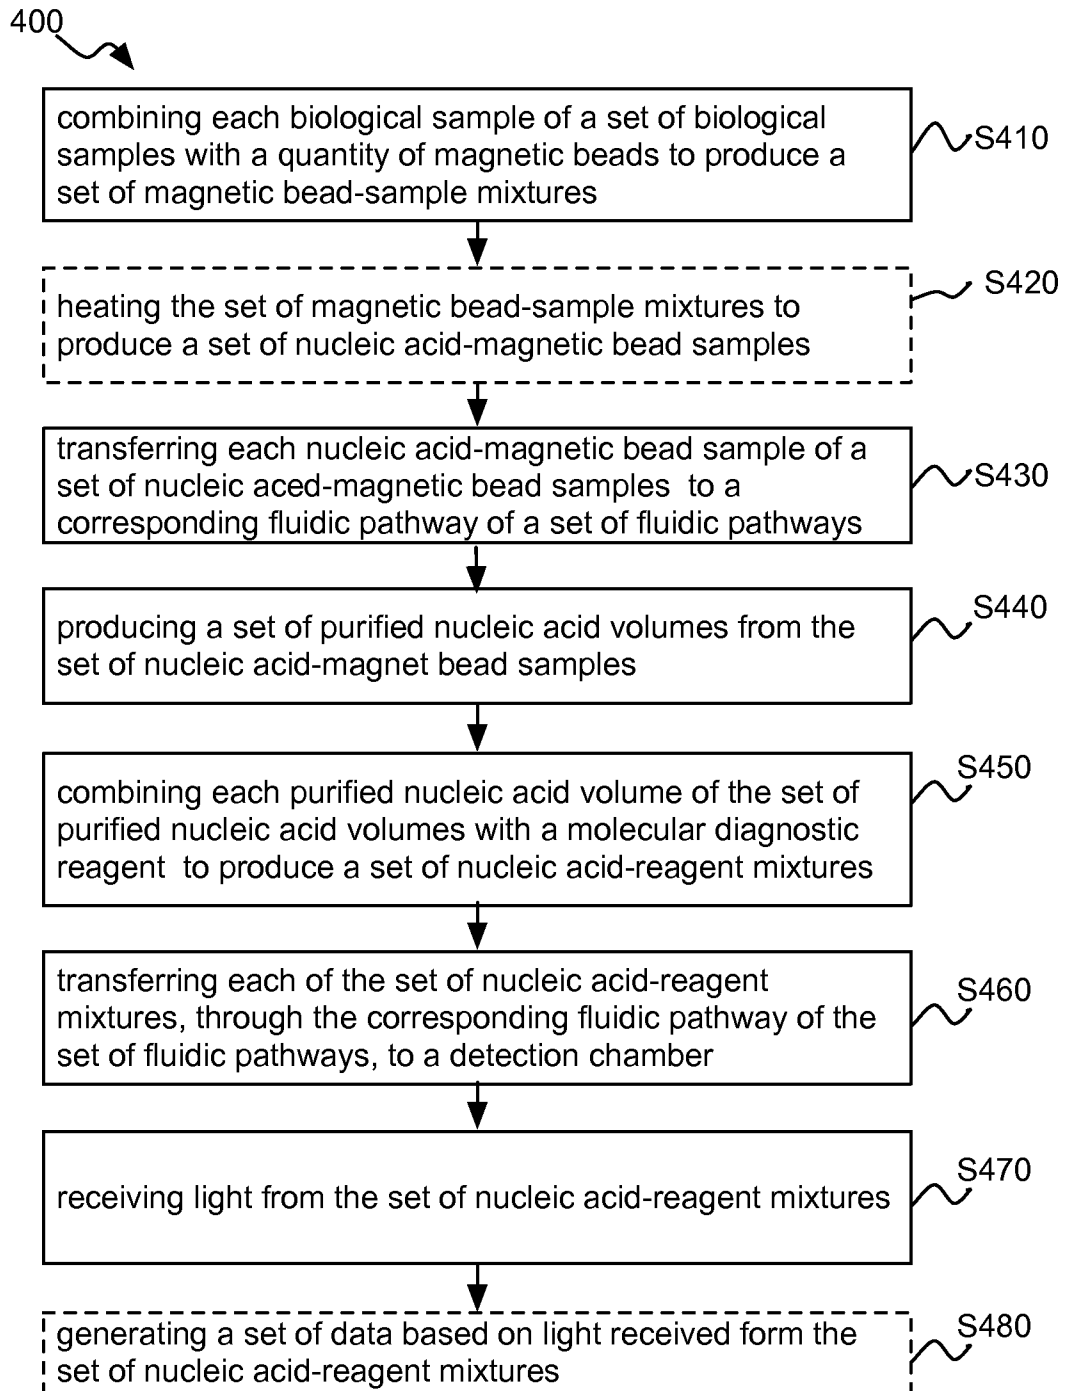 400
combining each biological sample of a set of biological
samples with a quantity of magnetic beads to produce a
set of magnetic bead-sample mixtures
S410
heating the set of magnetic bead-sample mixtures to
produce a set of nucleic acid-magnetic bead samples
S420
transferring each nucleic acid-magnetic bead sample of a
set of nucleic aced-magnetic bead samples to a
corresponding fluidic pathway of a set of fluidic pathways
S430
producing a set of purified nucleic acid volumes from the
set of nucleic acid-magnet bead samples
S440
combining each purified nucleic acid volume of the set of
purified nucleic acid volumes with a molecular diagnostic
reagent to produce a set of nucleic acid-reagent mixtures
S450
transferring each of the set of nucleic acid-reagent
mixtures, through the corresponding fluidic pathway of the
set of fluidic pathways, to a detection chamber
S460
receiving light from the set of nucleic acid-reagent mixtures
S470
generating a set of data based on light received form the
set of nucleic acid-reagent mixtures
S480